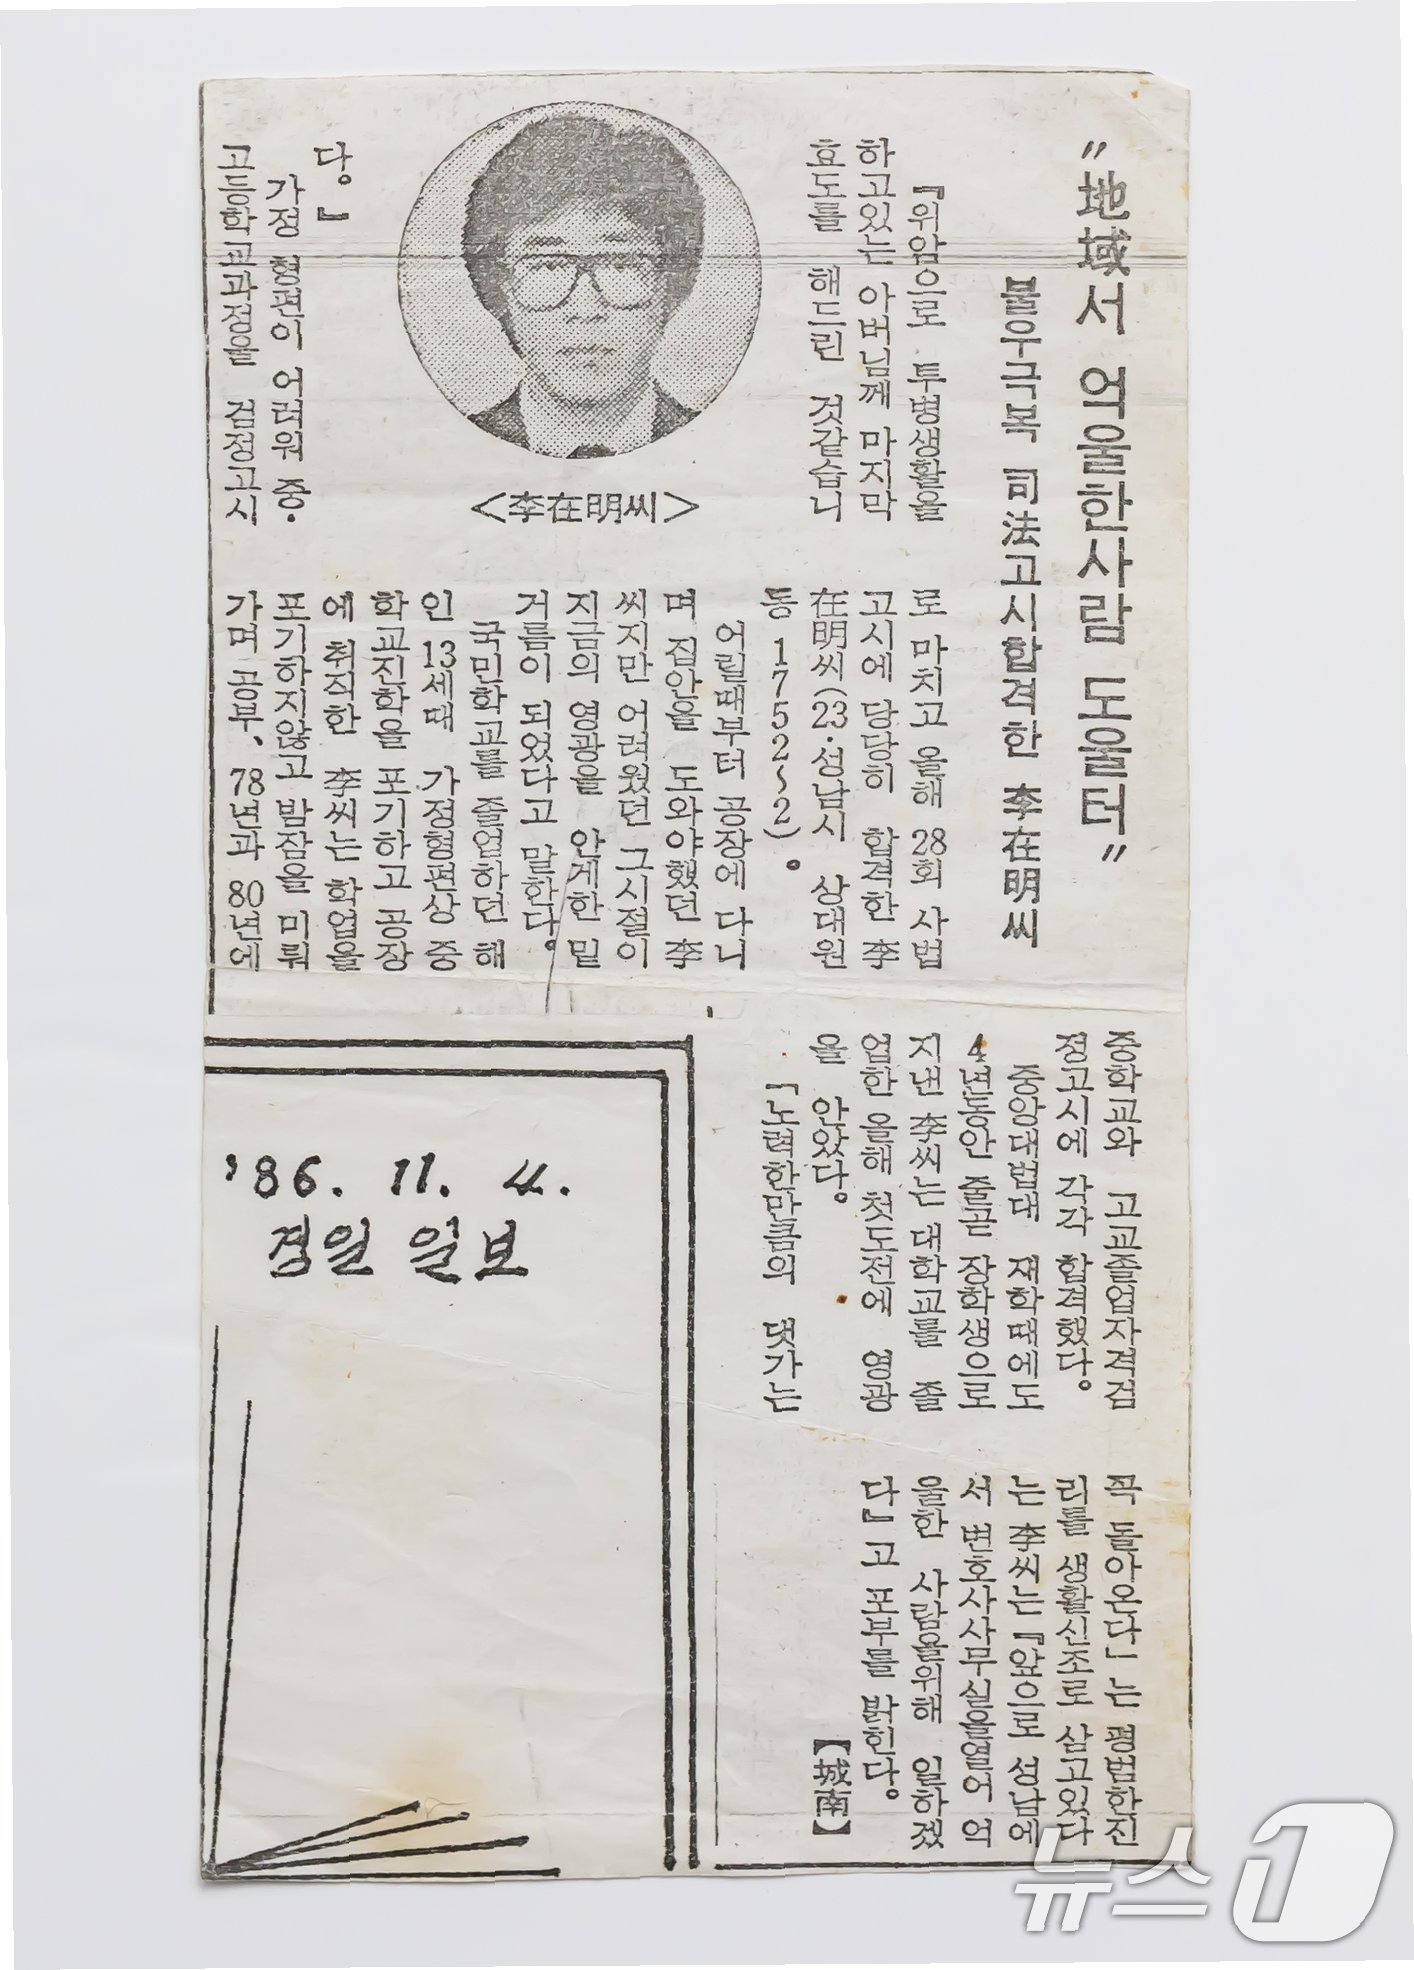 "地域서 억울한사람 도울터"
불우극복 司法고시합격한 李在明씨
『위암으로 투병생활을
하고있는 아버님께 마지막
효도를 해드린 것같습니
다。』
가정 형편이 어려워 중·
고등학교과정을 검정고시
<李在明씨>
로 마치고 올해 28회 사법
고시에 당당히 합격한 李
在明씨(23·성남시 상대원
동 1752~2)。
어릴때부터 공장에 다니
며 집안을 도와야했던 李
씨지만 어려웠던 그시절이
지금의 영광을 안게한 밑
거름이 되었다고 말한다。
국민학교를 졸업하던 해
인 13세때 가정형편상 중
학교진학을 포기하고 공장
에 취직한 李씨는 학업을
포기하지않고 밤잠을 미뤄
가며 공부、 78년과 80년에
중학교와 고교졸업자격검
정고시에 각각 합격했다。
중앙대법대 재학때에도
4년동안 줄곧 장학생으로
지낸 李씨는 대학교를 졸
업한 올해 첫도전에 영광
을 안았다。
「노력한만큼의 댓가는
꼭 돌아온다」는 평범한진
리를 생활신조로 삼고있다
는 李씨는 『앞으로 성남에
서 변호사사무실을열어 억
울한 사람을위해 일하겠
다』고 포부를 밝힌다。
【城南】
'86. 11. 4.
경인 일보
뉴스1